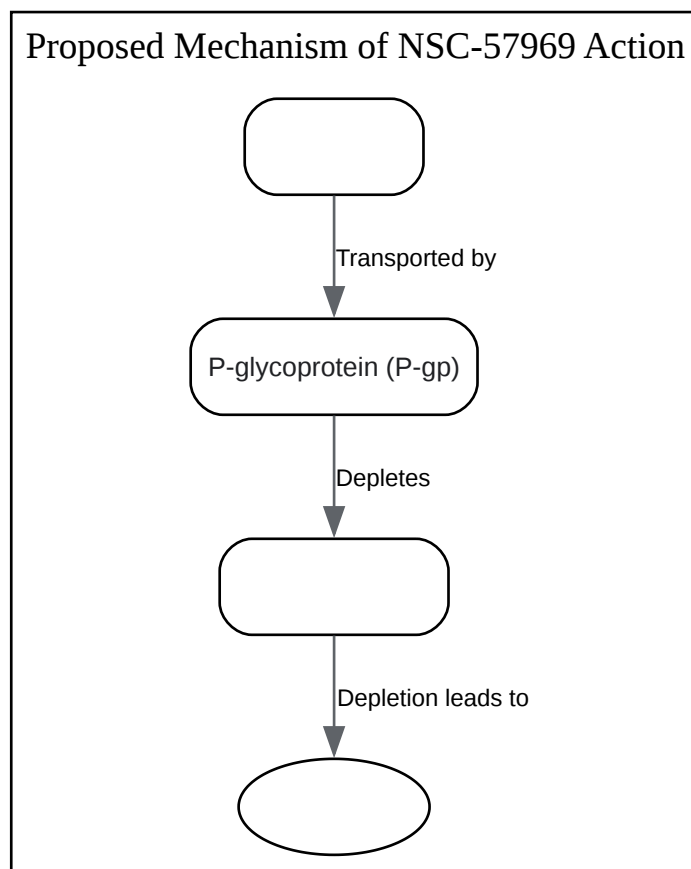 Proposed Mechanism of NSC-57969 Action
Transported by
P-glycoprotein (P-gp)
Depletes
Depletion leads to